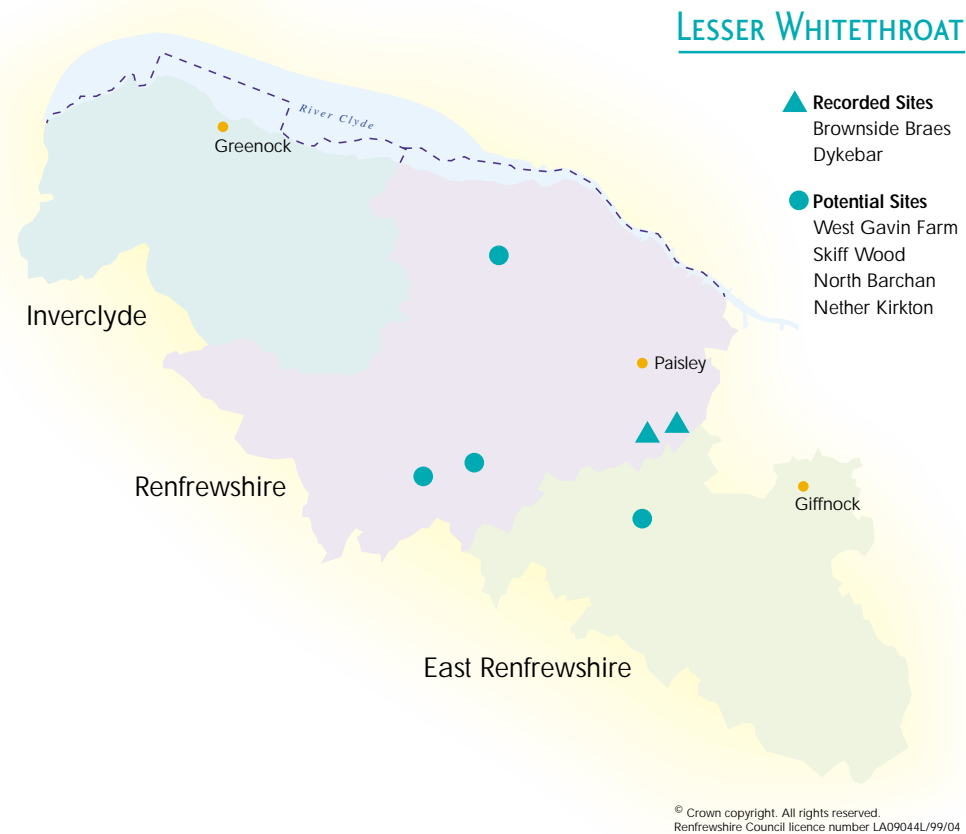 LESSER WHITETHROAT
Recorded Sites
Brownside Braes
Dykebar
Potential Sites
West Gavin Farm
Skiff Wood
North Barchan
Nether Kirkton
River Clyde
Greenock
Inverclyde
Paisley
Renfrewshire
Giffnock
East Renfrewshire
© Crown copyright. All rights reserved.
Renfrewshire Council licence number LA09044L/99/04